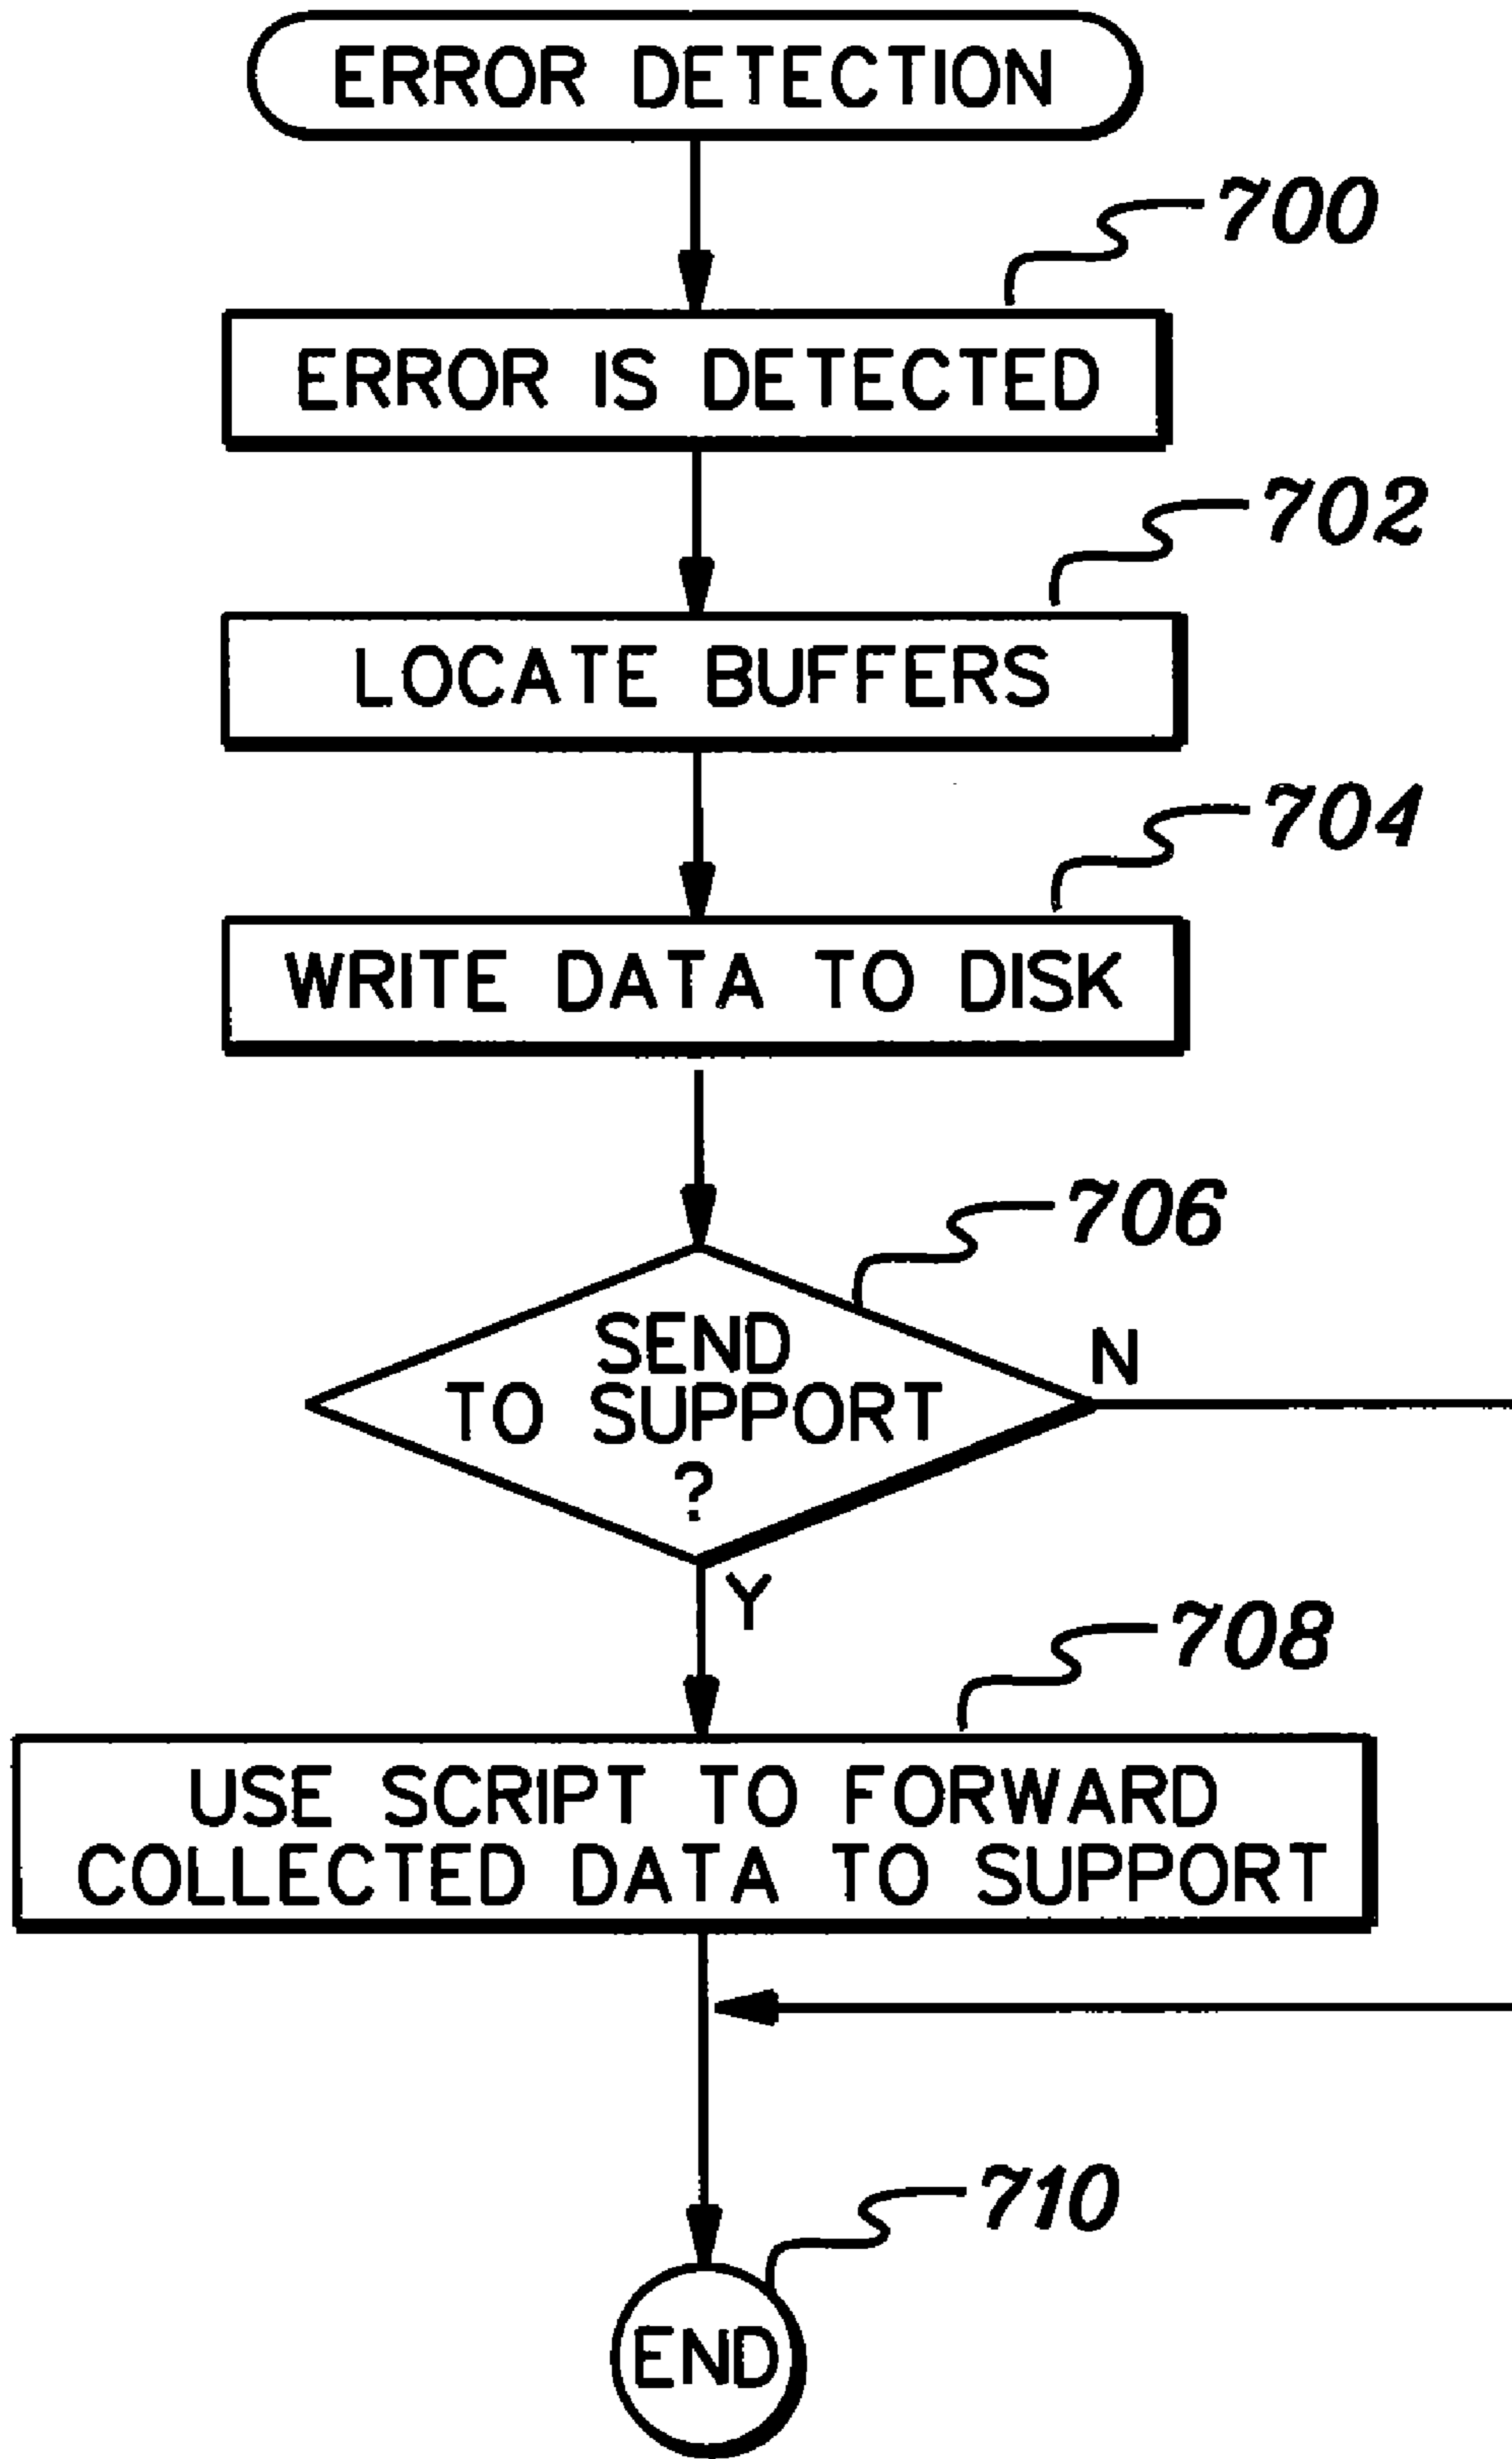 ERROR DETECTION
700
ERROR IS DETECTED
702
LOCATE BUFFERS
704
WRITE DATA TO DISK
706
SEND
TO SUPPORT
?
N
Y
708
USE SCRIPT TO FORWARD
COLLECTED DATA TO SUPPORT
710
END